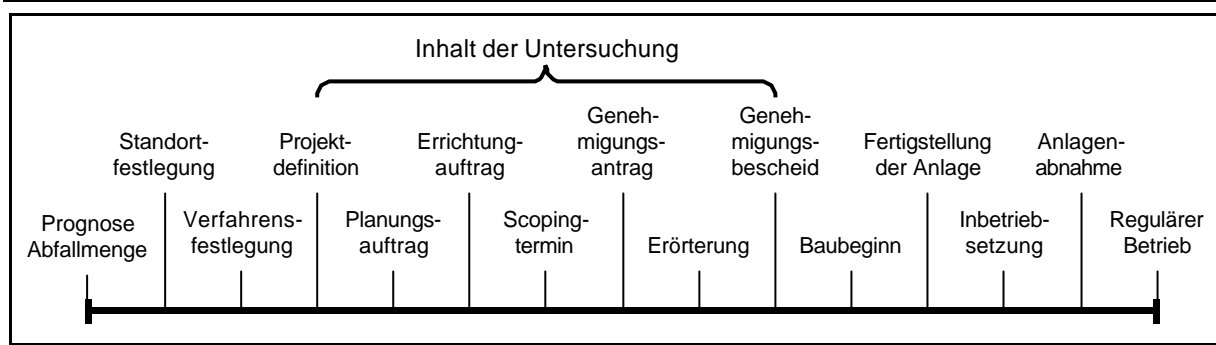 Inhalt der Untersuchung
Prognose
Abfallmenge
Standort-
festlegung
Verfahrens-
festlegung
Projekt-
definition
Planungs-
auftrag
Errichtung-
auftrag
Scoping-
termin
Geneh-
migungs-
antrag
Erörterung
Geneh-
migungs-
bescheid
Baubeginn
Fertigstellung
der Anlage
Inbetrieb-
setzung
Anlagen-
abnahme
Regulärer
Betrieb